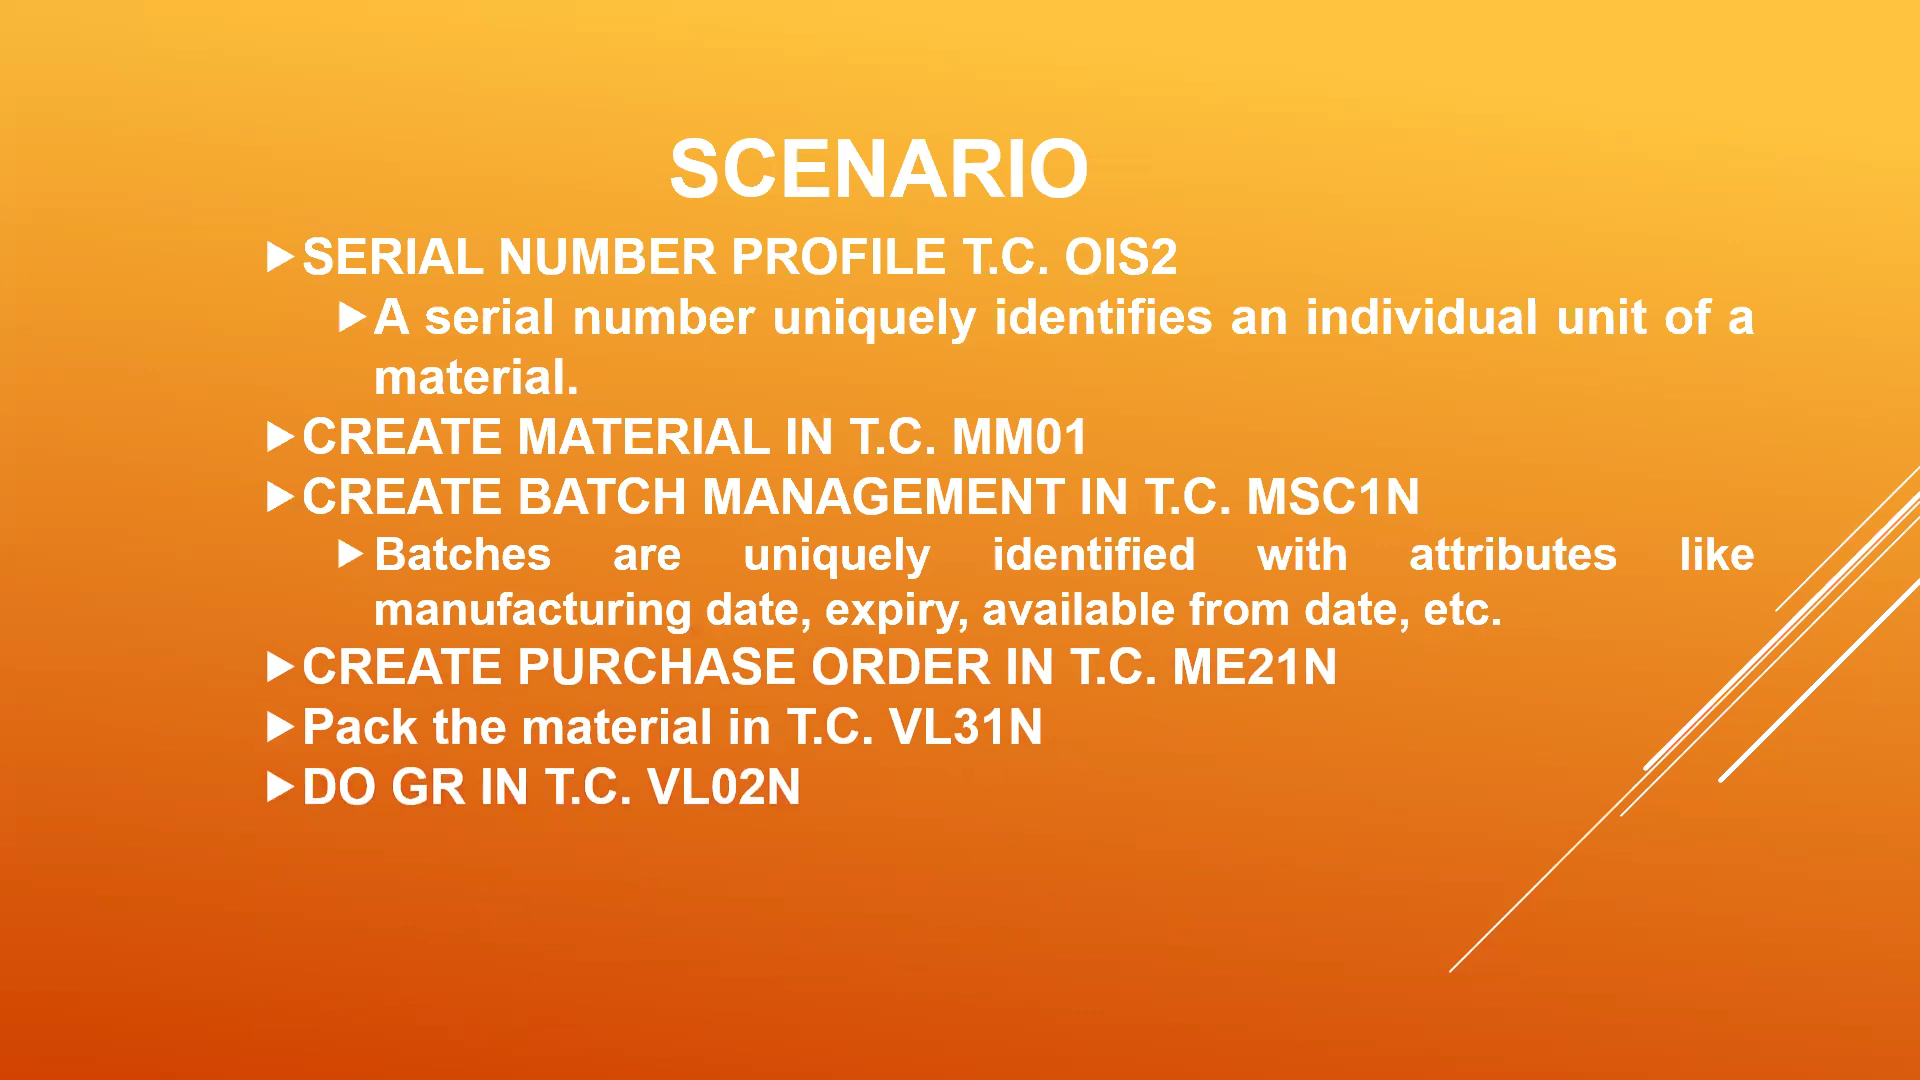 SCENARIO
SERIAL NUMBER PROFILE T.C. OIS2
A serial number uniquely identifies an individual unit of a
material.
CREATE MATERIAL IN T.C. MM01
CREATE BATCH MANAGEMENT IN T.C. MSC1N
Batches are uniquely identified with attributes like
manufacturing date, expiry, available from date, etc.
CREATE PURCHASE ORDER IN T.C. ME21N
Pack the material in T.C. VL31N
DO GR IN T.C. VL02N